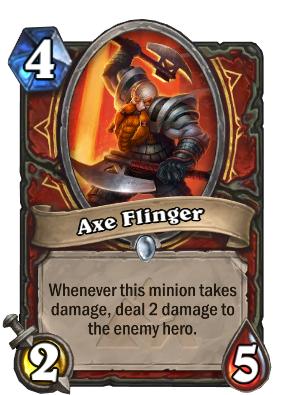 4
Axe Flinger
Whenever this minion takes
damage, deal 2 damage to
the enemy hero.
2
5